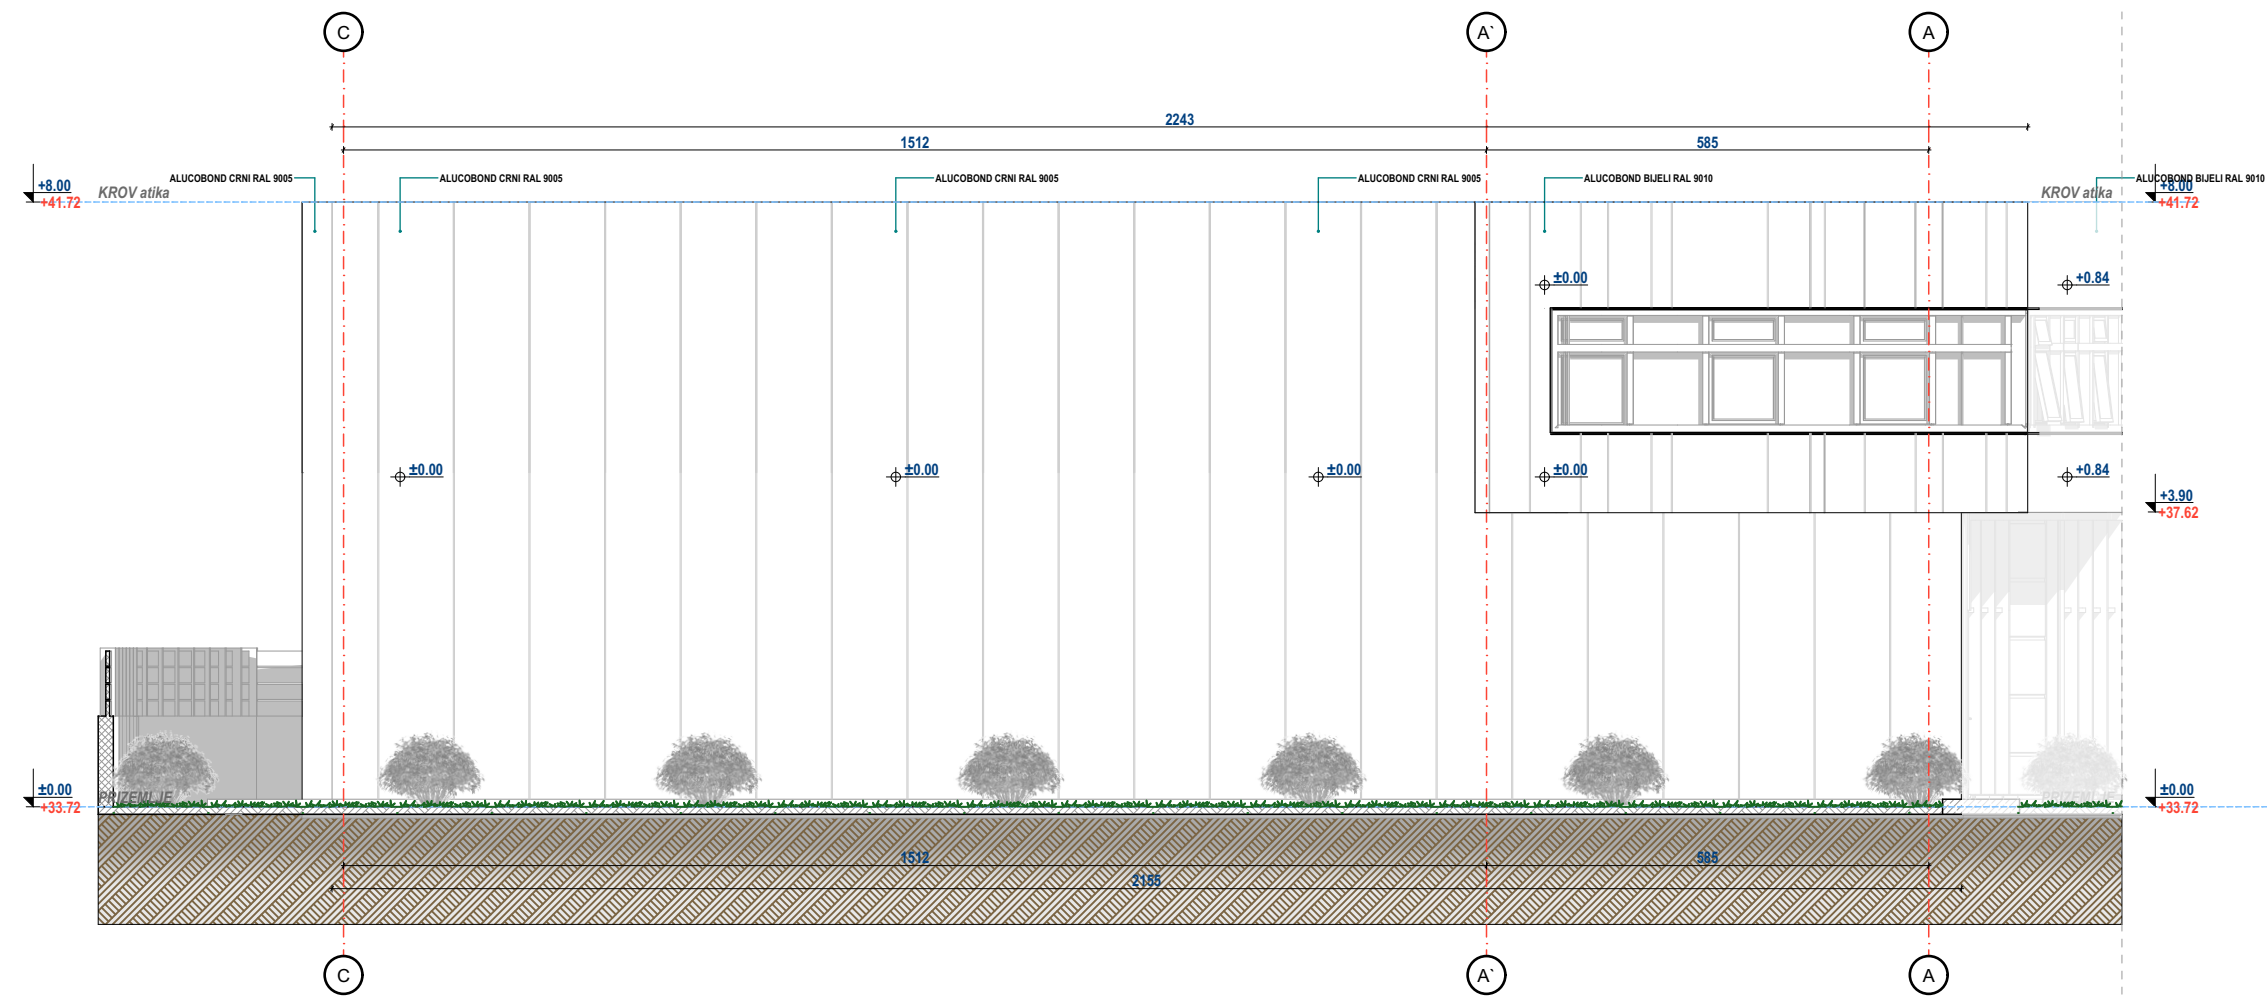 C A` A
2243
1512 585
ALUCOBOND CRNI RAL 9005 ALUCOBOND CRNI RAL 9005 ALUCOBOND CRNI RAL 9005 ALUCOBOND CRNI RAL 9005 ALUCOBOND BIJELI RAL 9010 ALUCOBOND BIJELI RAL 9010
+8.00 KROV atika KROV atika +8.00
+41.72 +41.72
±0.00 +0.84
±0.00 ±0.00 ±0.00 ±0.00 +0.84
+3.90
+37.62
±0.00 PRIZEMLJE PRIZEMLJE ±0.00
+33.72 +33.72
1512 585
2155
C A` A